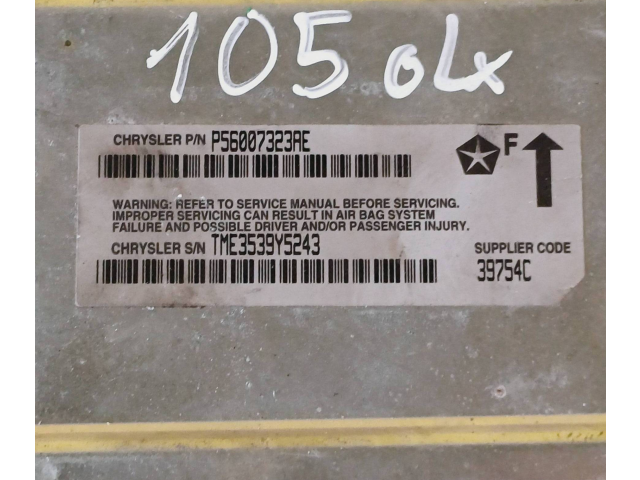 105 olx
CHRYSLER P/N P56007323AE
F
WARNING: REFER TO SERVICE MANUAL BEFORE SERVICING.
IMPROPER SERVICING CAN RESULT IN AIR BAG SYSTEM
FAILURE AND POSSIBLE DRIVER AND/OR PASSENGER INJURY.
CHRYSLER S/N TME3539Y5243
SUPPLIER CODE
39754C